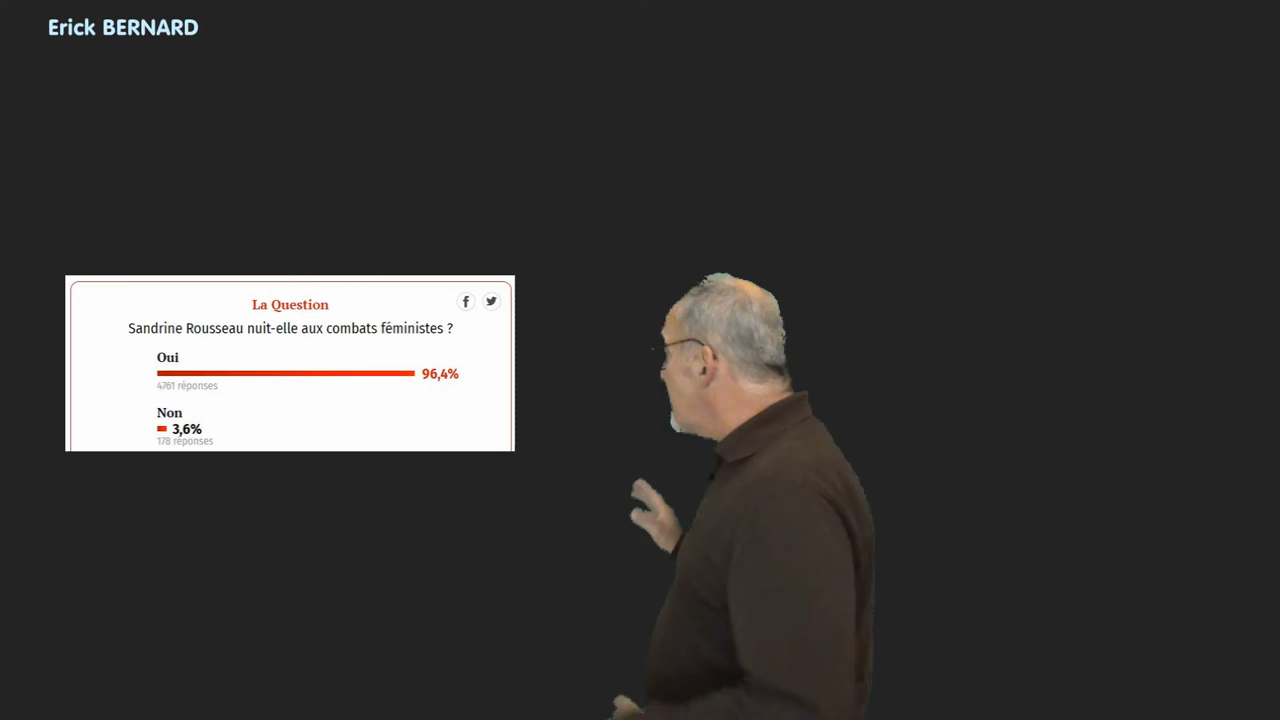 Erick BERNARD
La Question
Sandrine Rousseau nuit-elle aux combats féministes ?
Oui
96,4%
4761 réponses
Non
3,6%
178 réponses